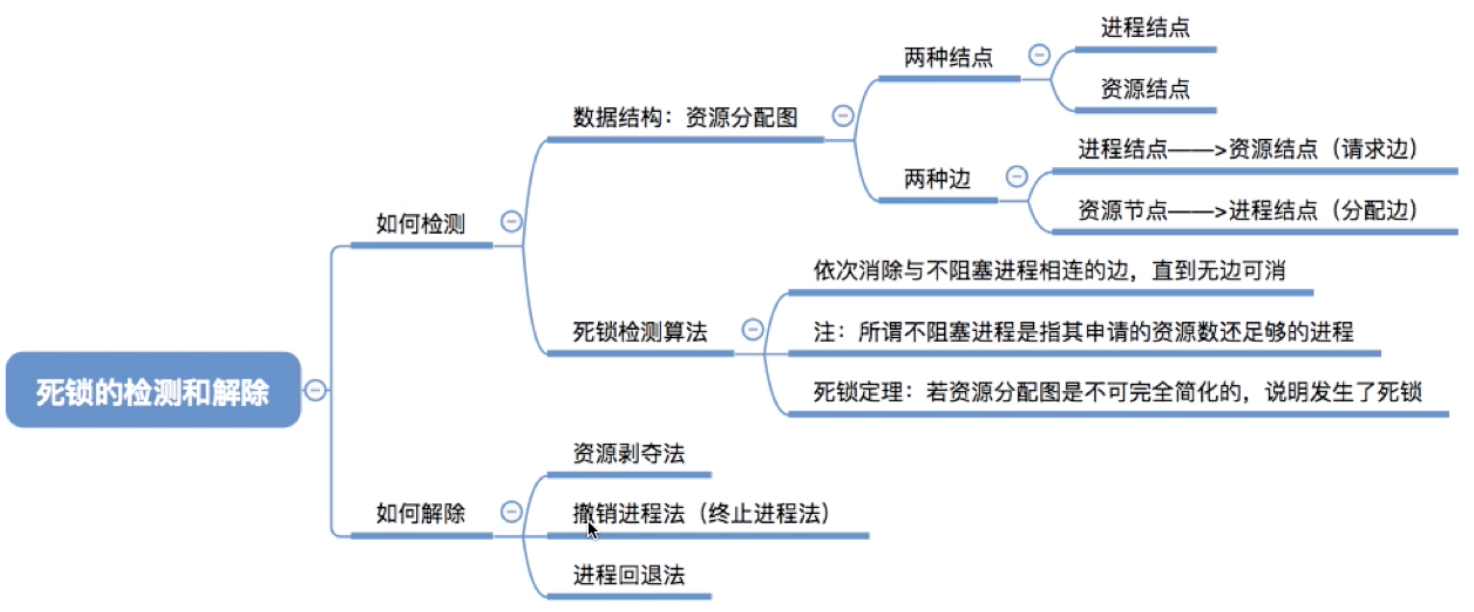 死锁的检测和解除
如何检测
数据结构：资源分配图
两种结点
进程结点
资源结点
两种边
进程结点——>资源结点（请求边）
资源节点——>进程结点（分配边）
死锁检测算法
依次消除与不阻塞进程相连的边，直到无边可消
注：所谓不阻塞进程是指其申请的资源数还足够的进程
死锁定理：若资源分配图是不可完全简化的，说明发生了死锁
如何解除
资源剥夺法
撤销进程法（终止进程法）
进程回退法